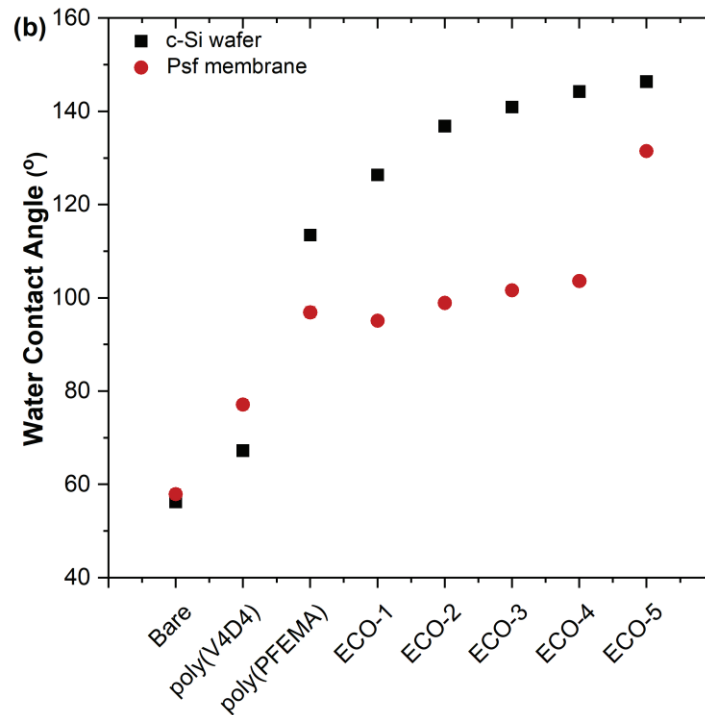 (b)
160
140
120
100
80
60
40
Water Contact Angle (º)
c-Si wafer
Psf membrane
Bare
poly(V4D4)
poly(PFEMA)
ECO-1
ECO-2
ECO-3
ECO-4
ECO-5